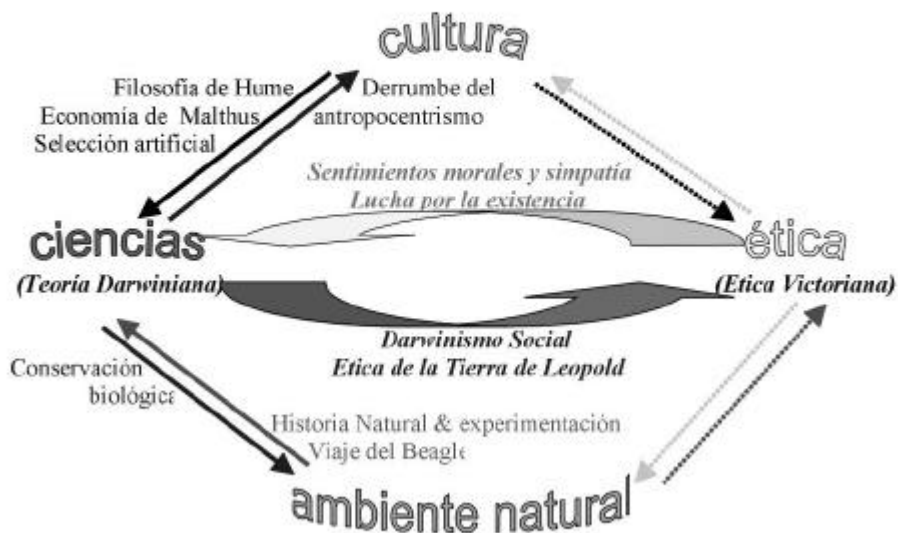 cultura
Filosofía de Hume
Economía de Malthus
Selección artificial
Derrumbe del
antropocentrismo
Sentimientos morales y simpatía
Lucha por la existencia
ciencias
(Teoría Darwiniana)
ética
(Etica Victoriana)
Darwinismo Social
Etica de la Tierra de Leopold
Conservación
biológica
Historia Natural & experimentación
Viaje del Beagle
ambiente natural